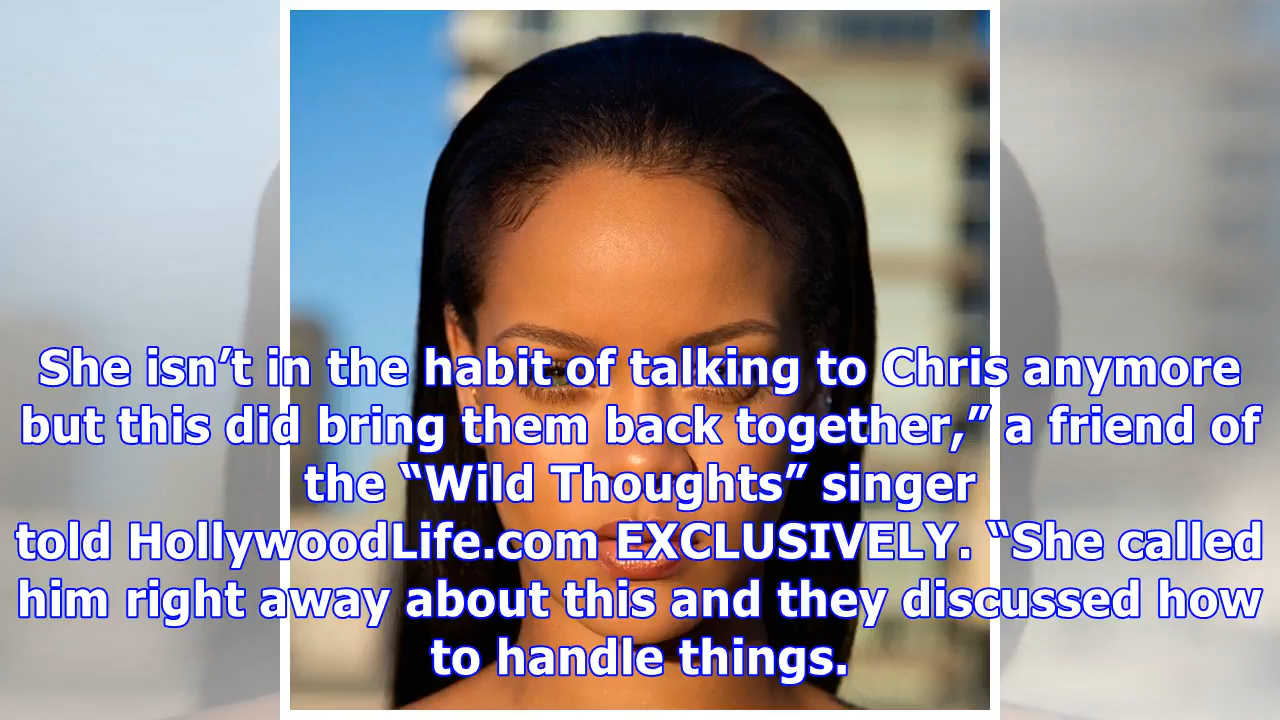 She isn’t in the habit of talking to Chris anymore
but this did bring them back together,” a friend of
the “Wild Thoughts” singer
told HollywoodLife.com EXCLUSIVELY. “She called
him right away about this and they discussed how
to handle things.